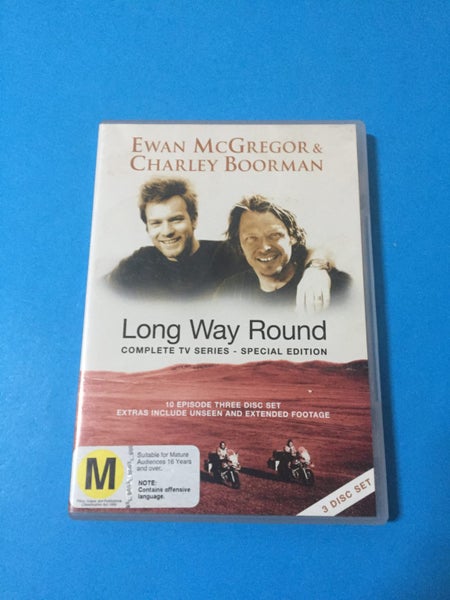 EWAN MCGREGOR &
CHARLEY BOORMAN
Long Way Round
COMPLETE TV SERIES - SPECIAL EDITION
10 EPISODE THREE DISC SET
EXTRAS INCLUDE UNSEEN AND EXTENDED FOOTAGE
M
Suitable for Mature
Audiences 16 Years
and over.
NOTE:
Contains offensive
language.
3 DISC SET